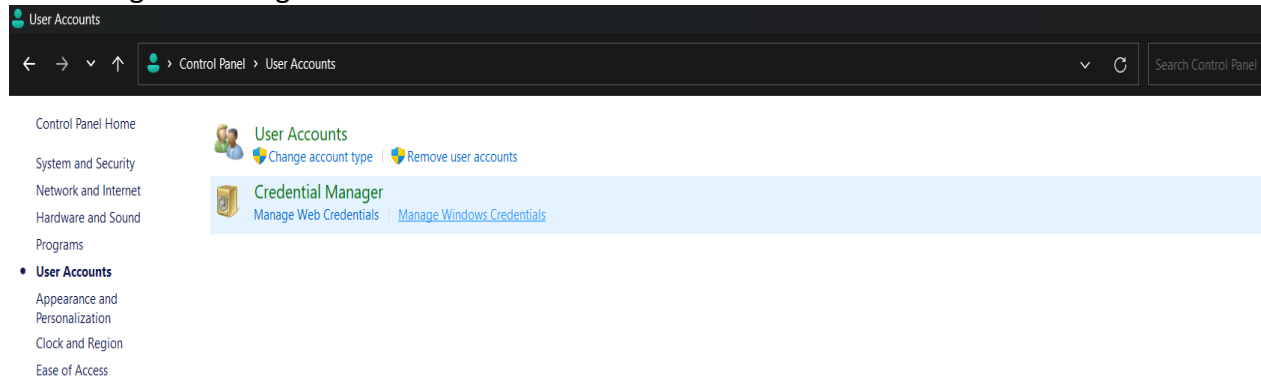 User Accounts
Control Panel > User Accounts
Search Control Panel
Control Panel Home
System and Security
Network and Internet
Hardware and Sound
Programs
User Accounts
Appearance and
Personalization
Clock and Region
Ease of Access
User Accounts
Change account type | Remove user accounts
Credential Manager
Manage Web Credentials | Manage Windows Credentials